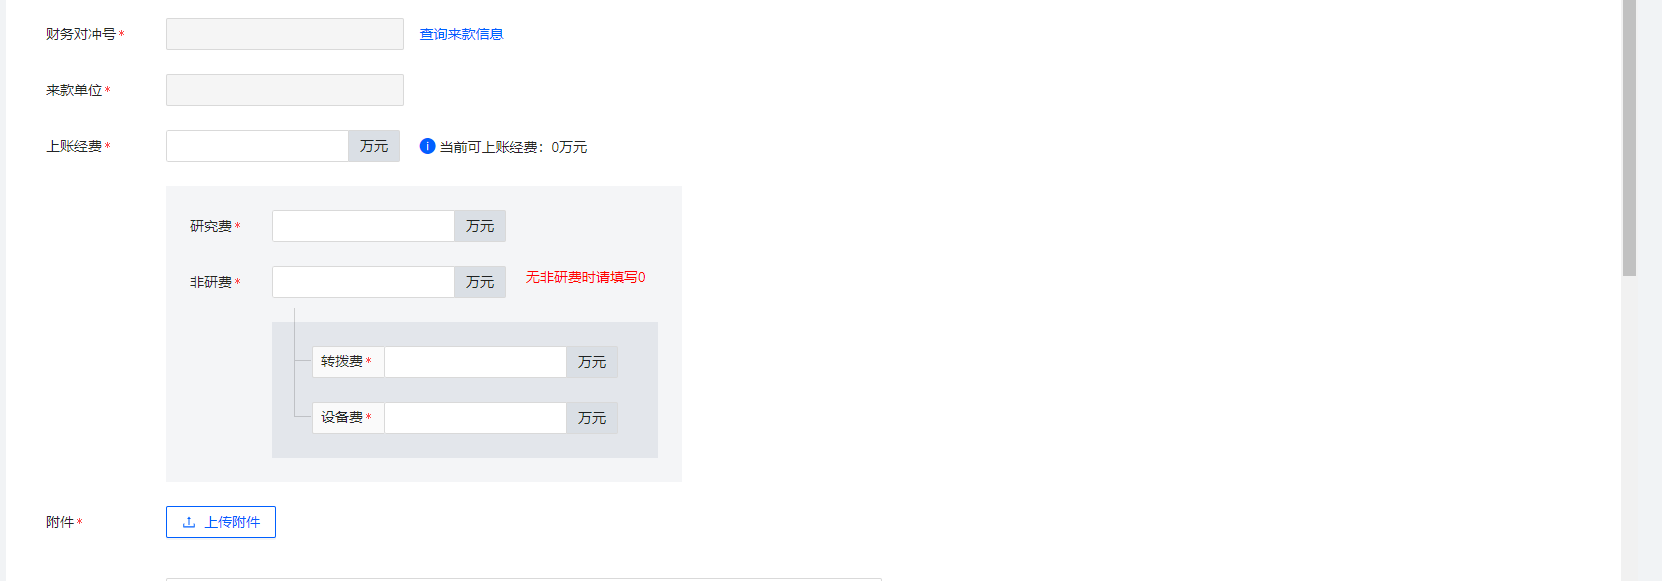 财务对冲号* 查询来款信息
来款单位*
上账经费* 万元 当前可上账经费：0万元
研究费* 万元
非研费* 万元 无非研费时请填写0
转拨费* 万元
设备费* 万元
附件* 上传附件